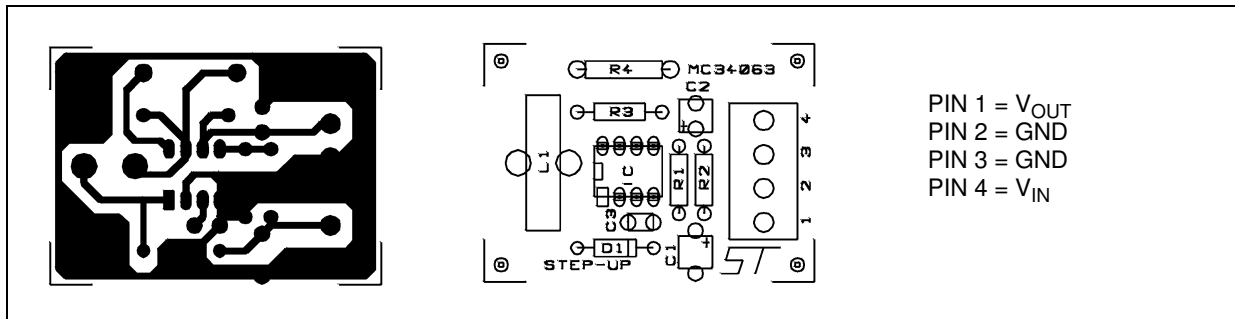 R4 MC34063
C2
R3
+
4
L1
IC
R1
R2
3
2
C3
1
D1
C1
+
STEP-UP
ST
PIN 1 = VOUT
PIN 2 = GND
PIN 3 = GND
PIN 4 = VIN